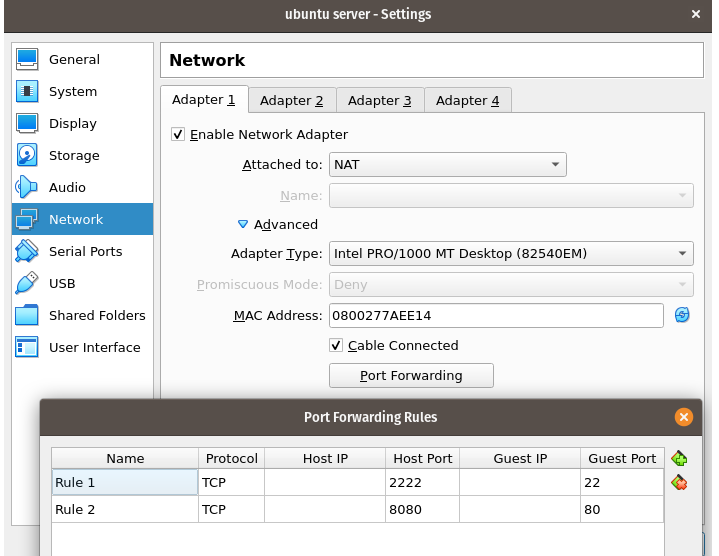 ubuntu server - Settings
General
System
Display
Storage
Audio
Network
Serial Ports
USB
Shared Folders
User Interface
Network
Adapter 1 Adapter 2 Adapter 3 Adapter 4
Enable Network Adapter
Attached to: NAT
Name:
Advanced
Adapter Type: Intel PRO/1000 MT Desktop (82540EM)
Promiscuous Mode: Deny
MAC Address: 0800277AEE14
Cable Connected
Port Forwarding
Port Forwarding Rules
Name Protocol Host IP Host Port Guest IP Guest Port
Rule 1 TCP 2222 22
Rule 2 TCP 8080 80